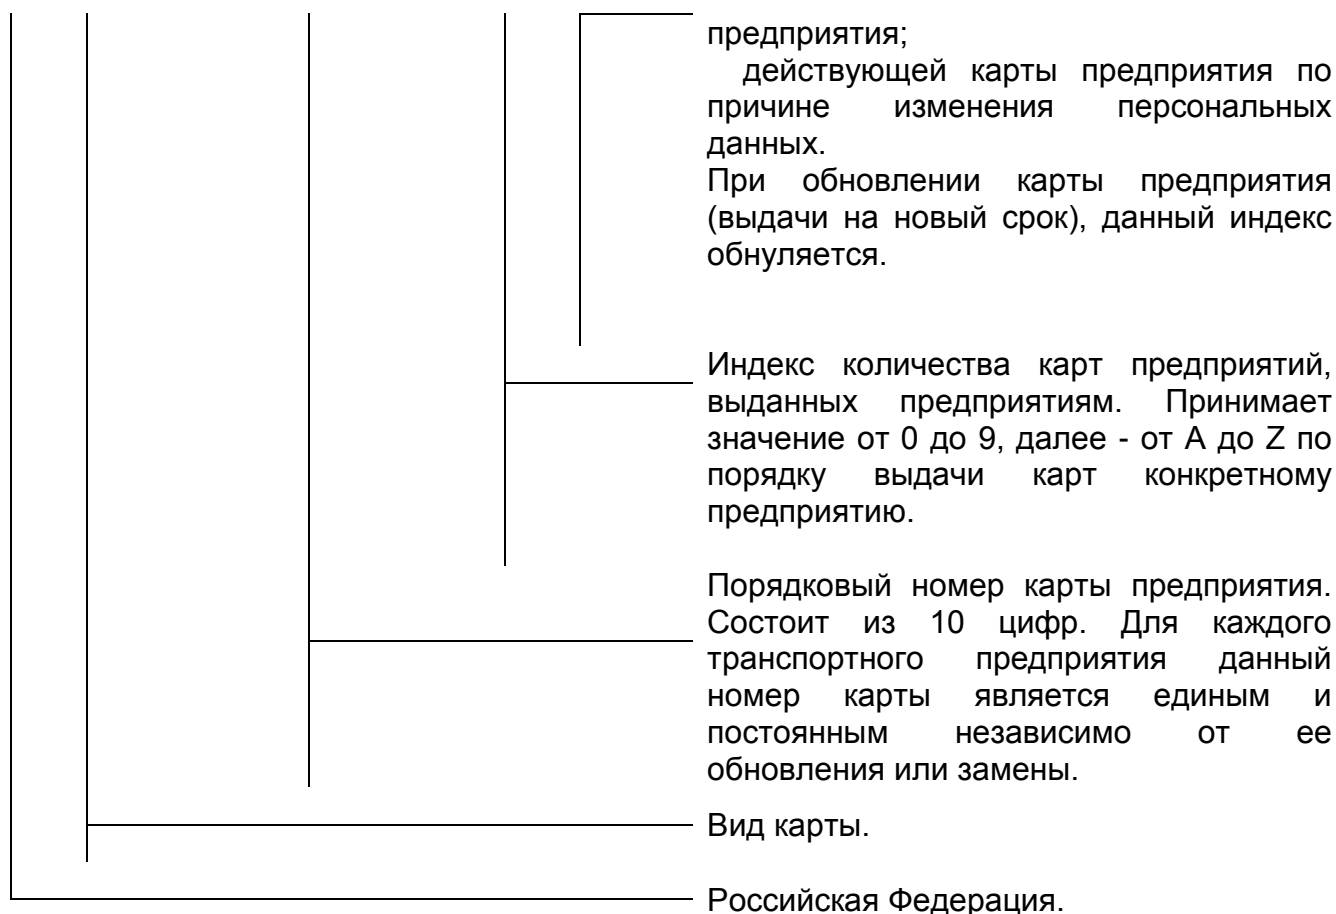 предприятия;
действующей карты предприятия по
причине изменения персональных
данных.
При обновлении карты предприятия
(выдачи на новый срок), данный индекс
обнуляется.
Индекс количества карт предприятий,
выданных предприятиям. Принимает
значение от 0 до 9, далее - от A до Z по
порядку выдачи карт конкретному
предприятию.
Порядковый номер карты предприятия.
Состоит из 10 цифр. Для каждого
транспортного предприятия данный
номер карты является единым и
постоянным независимо от ее
обновления или замены.
Вид карты.
Российская Федерация.